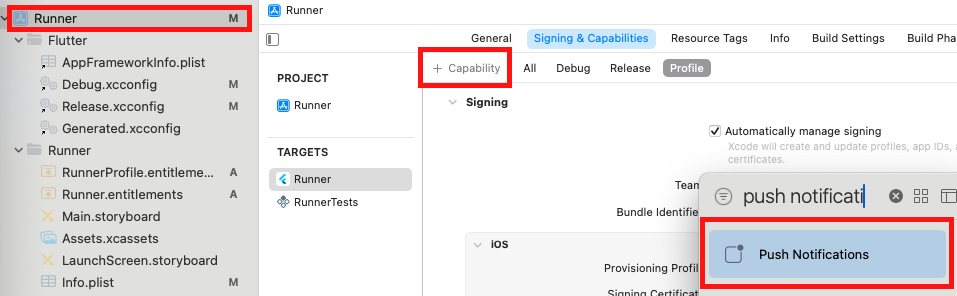 Runner M
Flutter
AppFrameworkInfo.plist
Debug.xcconfig M
Release.xcconfig M
Generated.xcconfig
Runner
RunnerProfile.entitleme... A
Runner.entitlements A
Main.storyboard
Assets.xcassets
LaunchScreen.storyboard
Info.plist M
Runner
General Signing & Capabilities Resource Tags Info Build Settings Build Pha
PROJECT
Runner
TARGETS
Runner
RunnerTests
+ Capability All Debug Release Profile
Signing
Automatically manage signing
Xcode will create and update profiles, app IDs, a
certificates.
Team
Bundle Identifie
iOS
Provisioning Profi
Signing Certificat
push notificati
Push Notifications